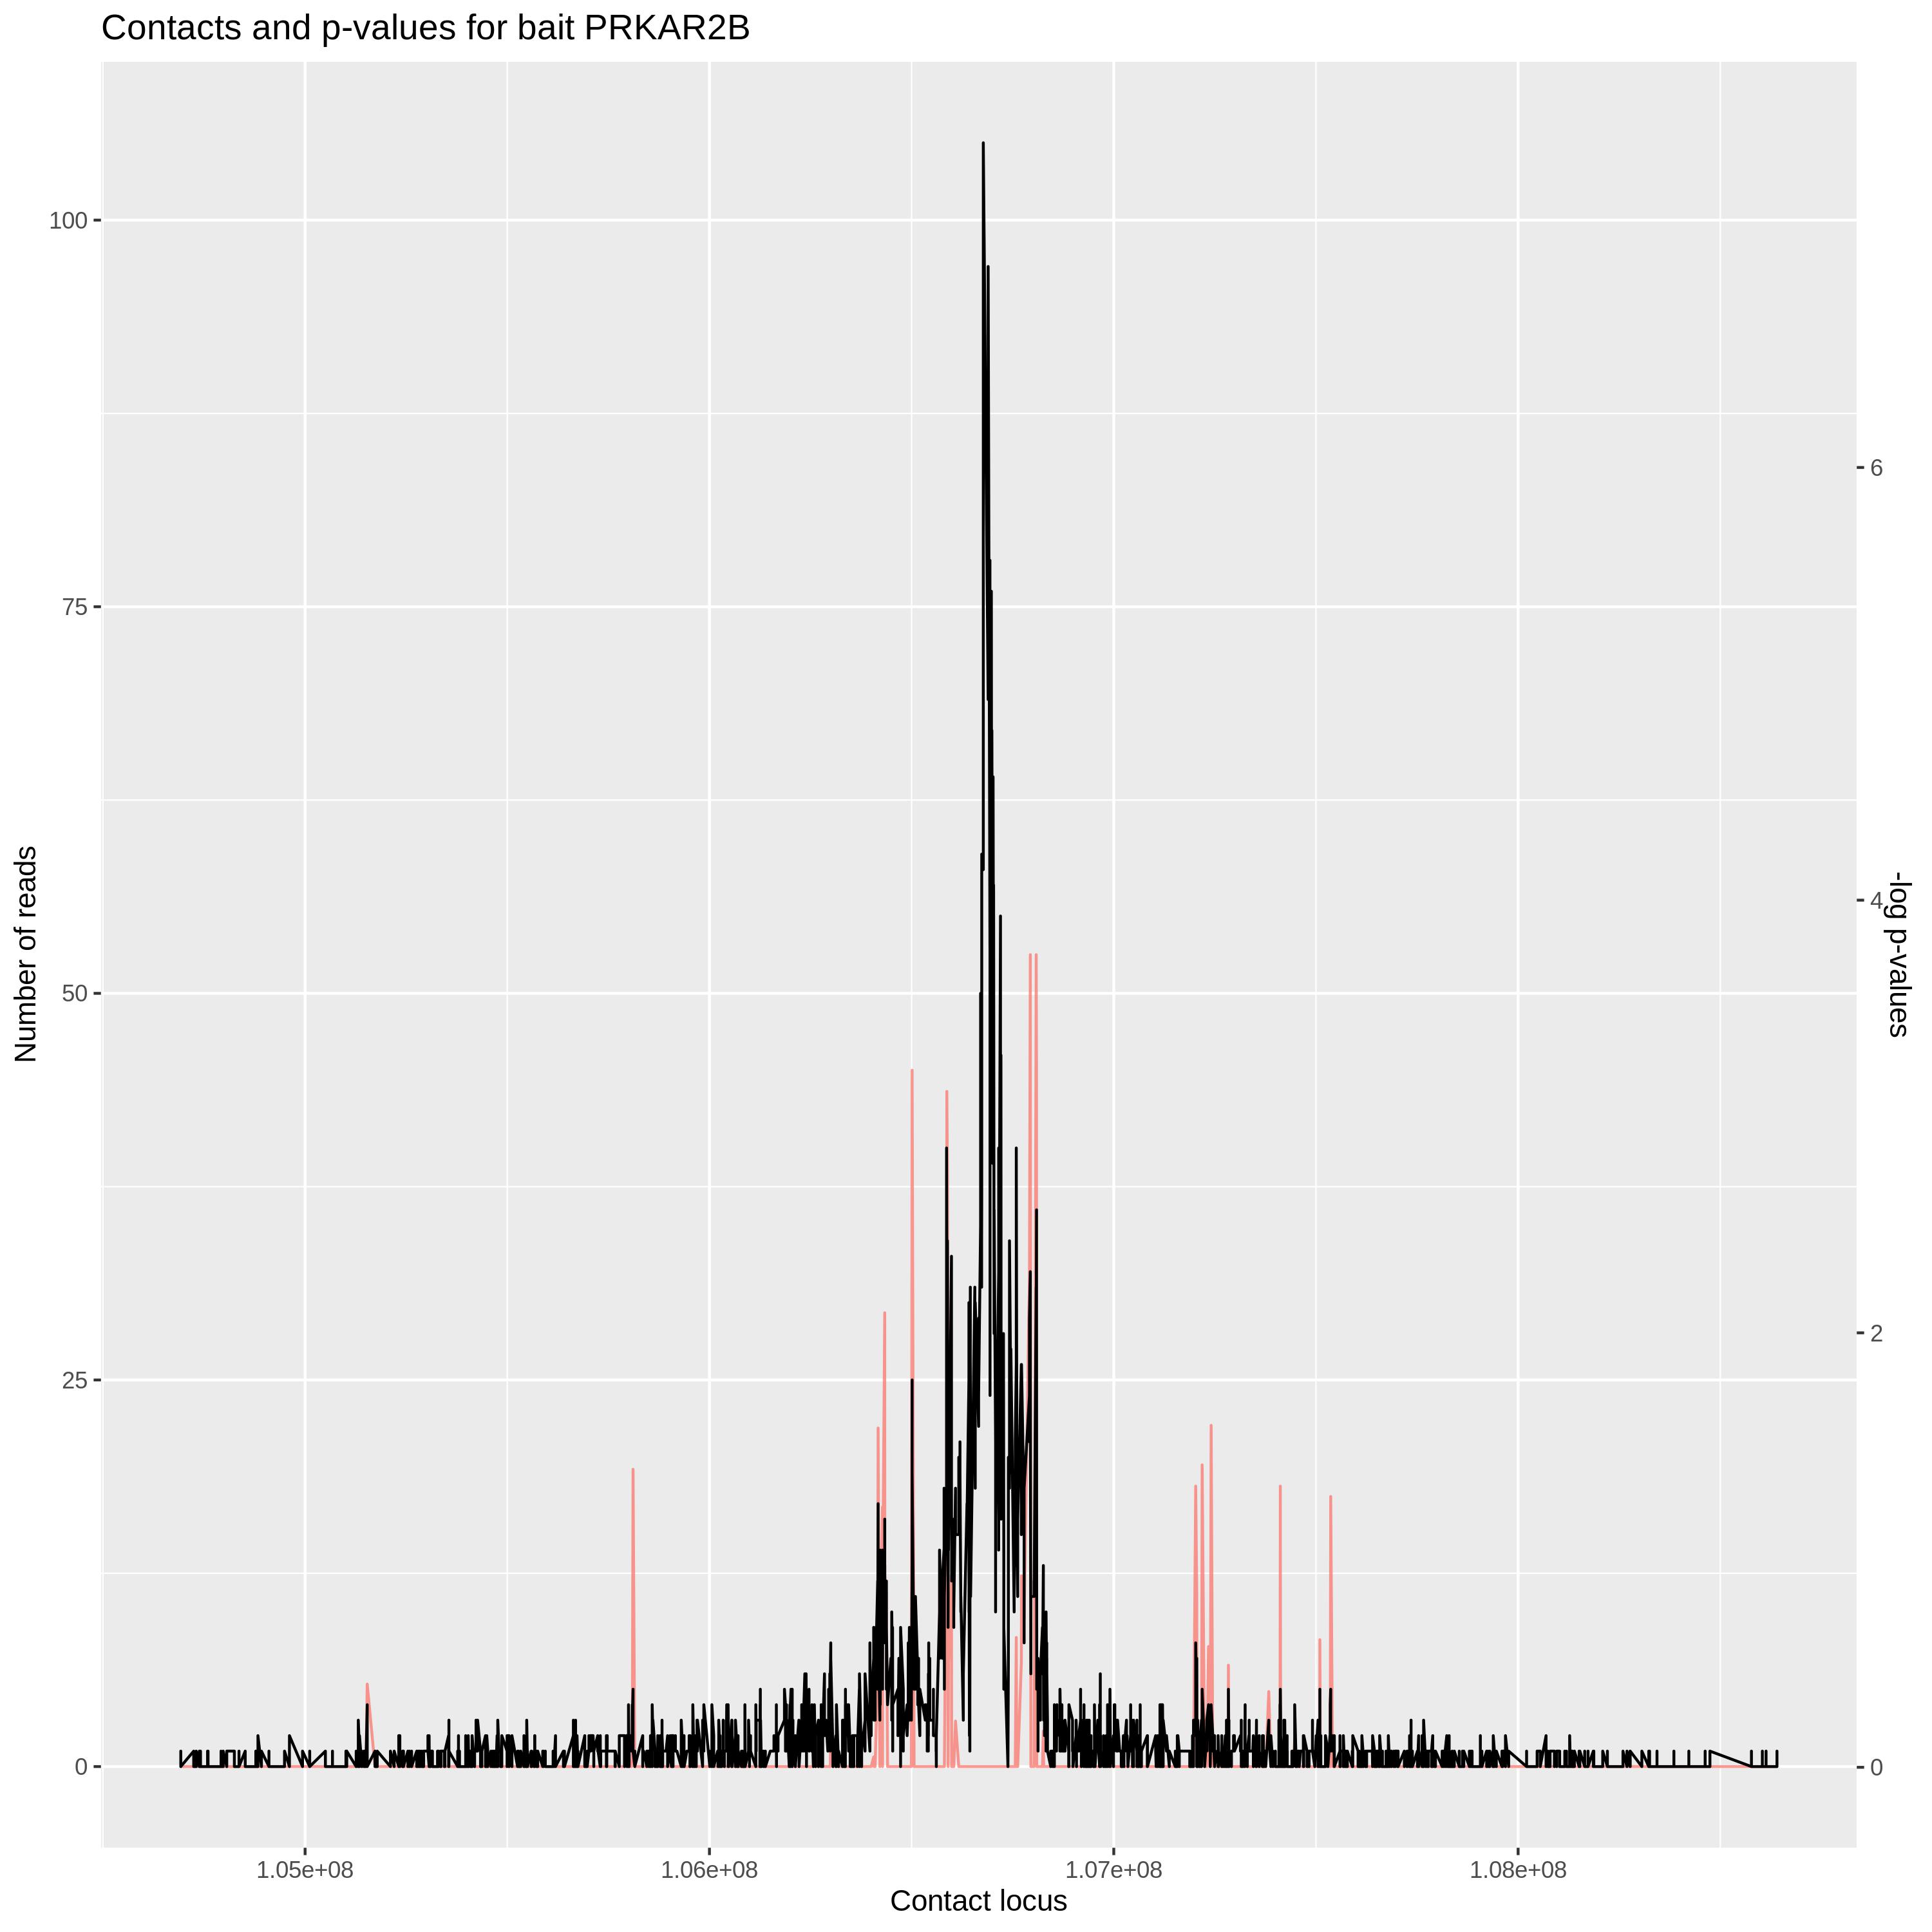 Contacts and p-values for bait PRKAR2B
Number of reads
100
75
50
25
0
6
4
2
0
-log p-values
1.05e+08
1.06e+08
1.07e+08
1.08e+08
Contact locus